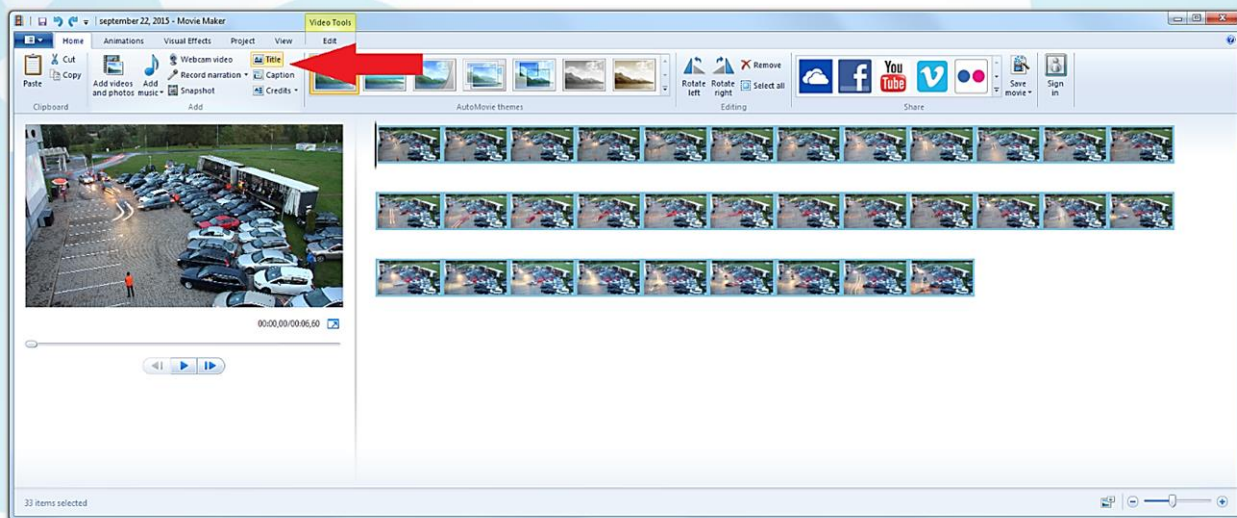 september 22, 2015 - Movie Maker
Video Tools
Home Animations Visual Effects Project View Edit
Paste
Cut
Copy
Clipboard
Add videos and photos
Add music
Webcam video
Record narration
Snapshot
Title
Caption
Credits
Add
AutoMovie themes
Rotate left
Rotate right
Remove
Select all
Editing
f
You Tube
v
Share
Save movie
Sign in
00:00,00/00:06,60
33 items selected